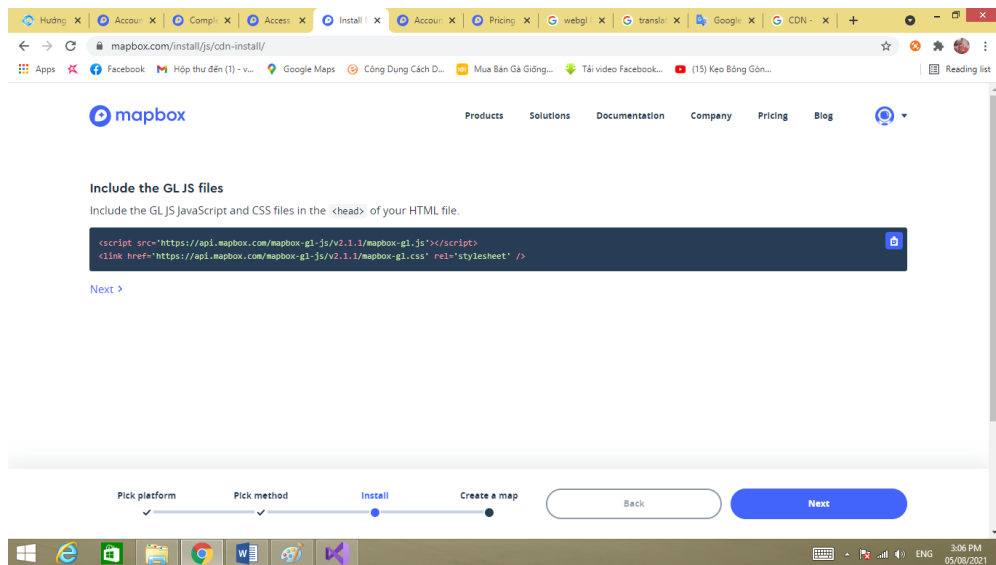 Hướng
Accoun
Comple
Access
Install
Accoun
Pricing
webgl
translat
Google
CDN -
mapbox.com/install/js/cdn-install/
Apps
Facebook
Hộp thư đến (1) - v...
Google Maps
Công Dụng Cách D...
Mua Bán Gà Giống...
Tải video Facebook...
(15) Kẹo Bông Gòn...
Reading list
mapbox
Products
Solutions
Documentation
Company
Pricing
Blog
Include the GL JS files
Include the GL JS JavaScript and CSS files in the <head> of your HTML file.
<script src='https://api.mapbox.com/mapbox-gl-js/v2.1.1/mapbox-gl.js'></script>
<link href='https://api.mapbox.com/mapbox-gl-js/v2.1.1/mapbox-gl.css' rel='stylesheet' />
Next >
Pick platform
Pick method
Install
Create a map
Back
Next
ENG
3:06 PM
05/08/2021